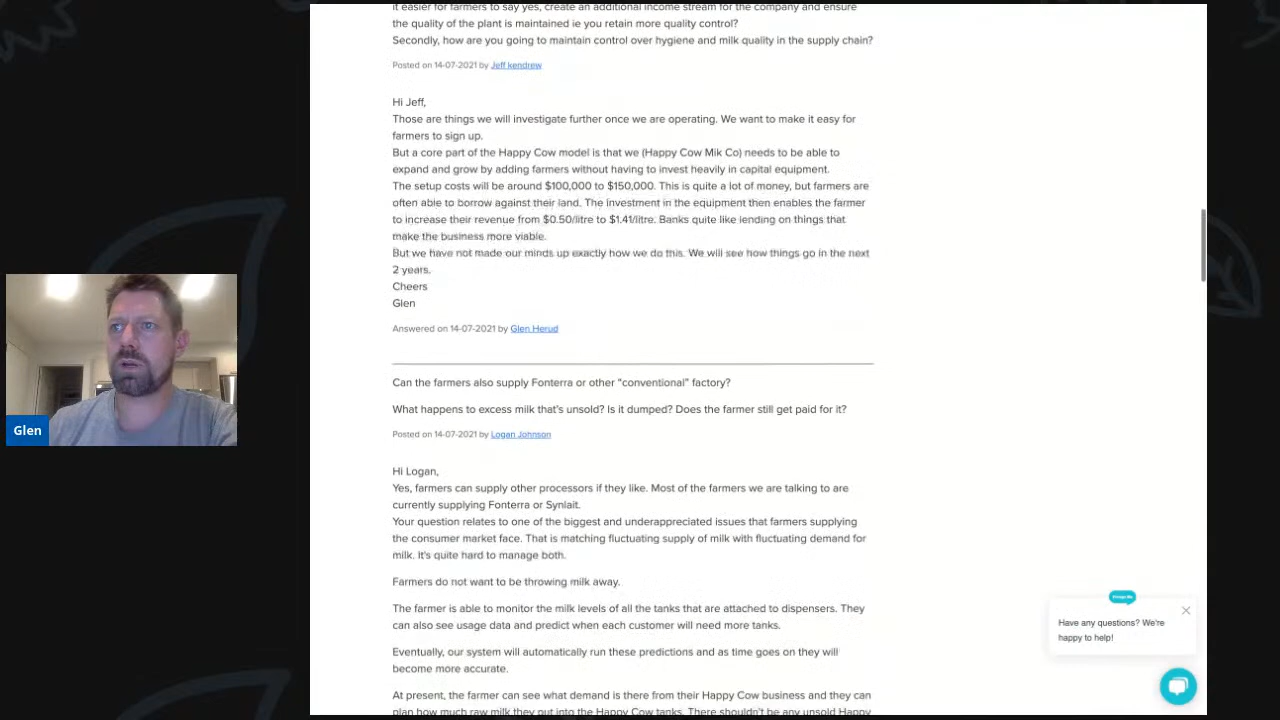 it easier for farmers to say yes, create an additional income stream for the company and ensure
the quality of the plant is maintained ie you retain more quality control?
Secondly, how are you going to maintain control over hygiene and milk quality in the supply chain?
Posted on 14-07-2021 by Jeff kendrew
Hi Jeff,
Those are things we will investigate further once we are operating. We want to make it easy for
farmers to sign up.
But a core part of the Happy Cow model is that we (Happy Cow Mik Co) needs to be able to
expand and grow by adding farmers without having to invest heavily in capital equipment.
The setup costs will be around $100,000 to $150,000. This is quite a lot of money, but farmers are
often able to borrow against their land. The investment in the equipment then enables the farmer
to increase their revenue from $0.50/litre to $1.41/litre. Banks quite like lending on things that
make the business more viable.
But we have not made our minds up exactly how we do this. We will see how things go in the next
2 years.
Cheers
Glen
Answered on 14-07-2021 by Glen Herud
Can the farmers also supply Fonterra or other “conventional” factory?
What happens to excess milk that’s unsold? Is it dumped? Does the farmer still get paid for it?
Posted on 14-07-2021 by Logan Johnson
Hi Logan,
Yes, farmers can supply other processors if they like. Most of the farmers we are talking to are
currently supplying Fonterra or Synlait.
Your question relates to one of the biggest and underappreciated issues that farmers supplying
the consumer market face. That is matching fluctuating supply of milk with fluctuating demand for
milk. It's quite hard to manage both.
Farmers do not want to be throwing milk away.
The farmer is able to monitor the milk levels of all the tanks that are attached to dispensers. They
can also see usage data and predict when each customer will need more tanks.
Eventually, our system will automatically run these predictions and as time goes on they will
become more accurate.
At present, the farmer can see what demand is there from their Happy Cow business and they can
plan how much raw milk they put into the Happy Cow tanks. There shouldn't be any unsold Happy
Glen
Have any questions? We're
happy to help!